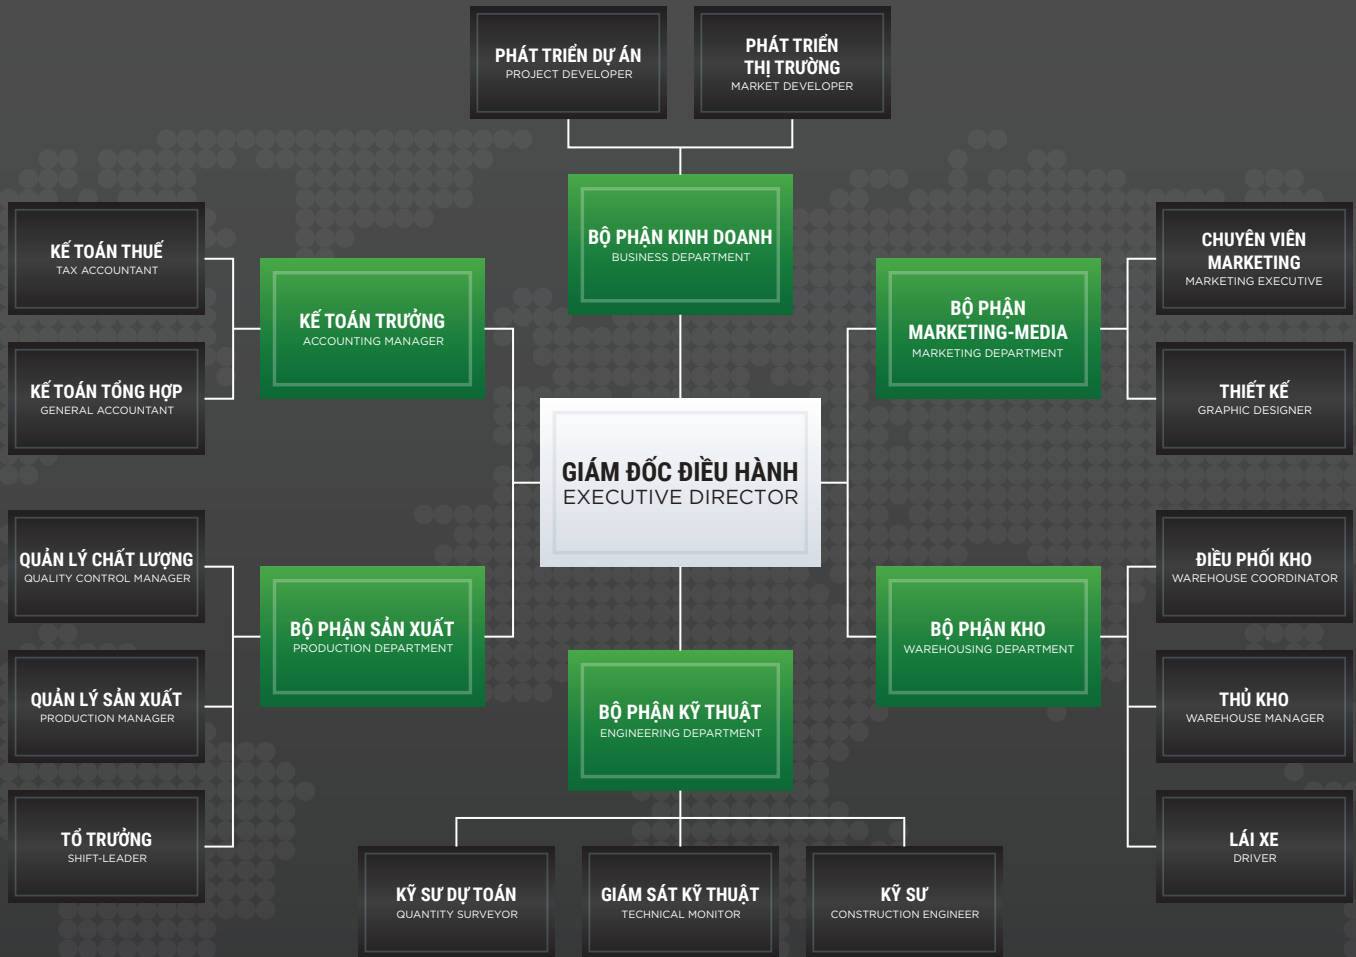 PHÁT TRIỂN DỰ ÁN
PROJECT DEVELOPER
PHÁT TRIỂN
THỊ TRƯỜNG
MARKET DEVELOPER
BỘ PHẬN KINH DOANH
BUSINESS DEPARTMENT
KẾ TOÁN THUẾ
TAX ACCOUNTANT
KẾ TOÁN TỔNG HỢP
GENERAL ACCOUNTANT
KẾ TOÁN TRƯỞNG
ACCOUNTING MANAGER
BỘ PHẬN
MARKETING-MEDIA
MARKETING DEPARTMENT
CHUYÊN VIÊN
MARKETING
MARKETING EXECUTIVE
THIẾT KẾ
GRAPHIC DESIGNER
GIÁM ĐỐC ĐIỀU HÀNH
EXECUTIVE DIRECTOR
QUẢN LÝ CHẤT LƯỢNG
QUALITY CONTROL MANAGER
QUẢN LÝ SẢN XUẤT
PRODUCTION MANAGER
TỔ TRƯỞNG
SHIFT-LEADER
BỘ PHẬN SẢN XUẤT
PRODUCTION DEPARTMENT
BỘ PHẬN KỸ THUẬT
ENGINEERING DEPARTMENT
BỘ PHẬN KHO
WAREHOUSING DEPARTMENT
ĐIỀU PHỐI KHO
WAREHOUSE COORDINATOR
THỦ KHO
WAREHOUSE MANAGER
LÁI XE
DRIVER
KỸ SƯ DỰ TOÁN
QUANTITY SURVEYOR
GIÁM SÁT KỸ THUẬT
TECHNICAL MONITOR
KỸ SƯ
CONSTRUCTION ENGINEER